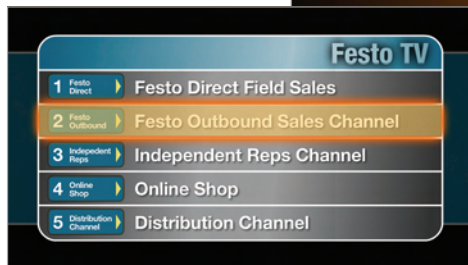 Festo TV
1 Festo Direct Festo Direct Field Sales
2 Festo Outbound Festo Outbound Sales Channel
3 Indepedent Reps Independent Reps Channel
4 Online Shop Online Shop
5 Distribution Channel Distribution Channel